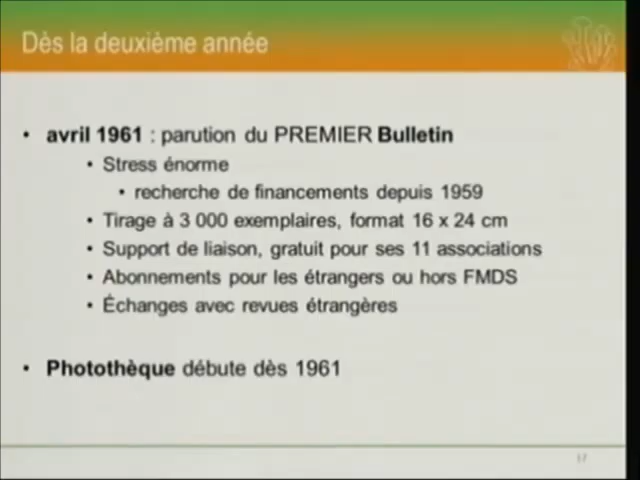 Dès la deuxième année
• avril 1961 : parution du PREMIER Bulletin
• Stress énorme
• recherche de financements depuis 1959
• Tirage à 3 000 exemplaires, format 16 x 24 cm
• Support de liaison, gratuit pour ses 11 associations
• Abonnements pour les étrangers ou hors FMDS
• Échanges avec revues étrangères
• Photothèque débute dès 1961
17